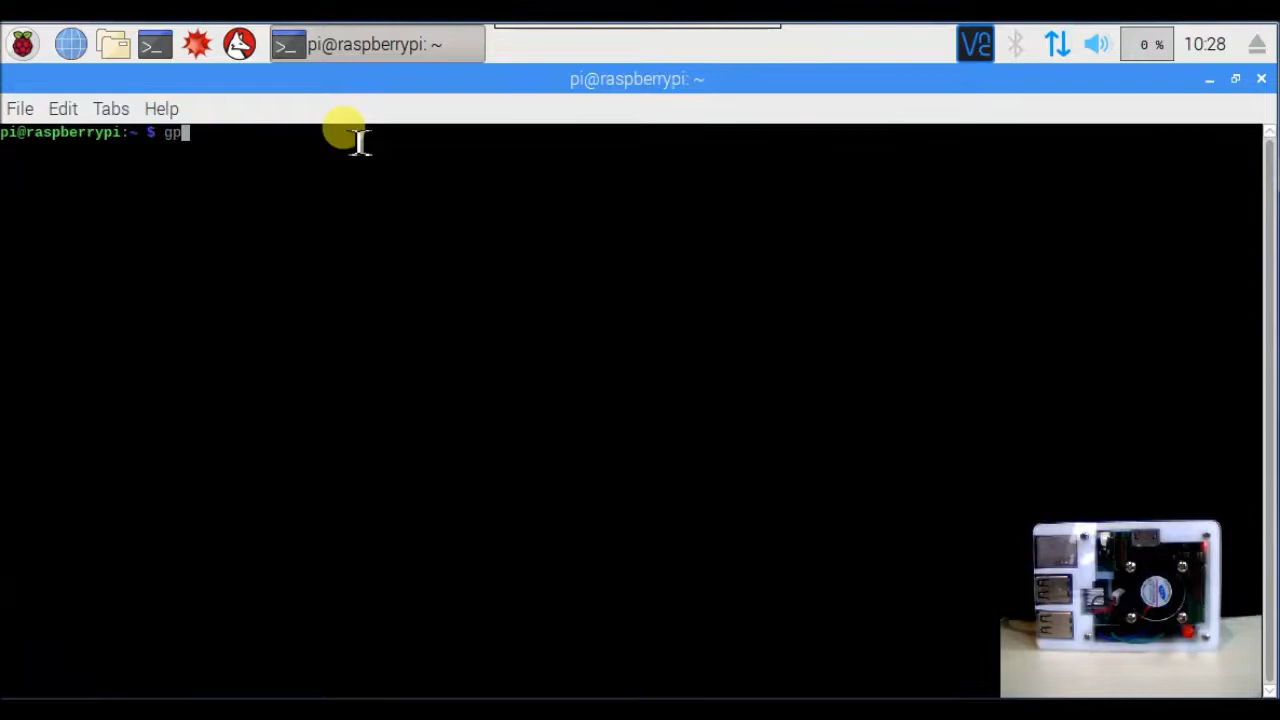 pi@raspberrypi: ~
0 %
10:28
pi@raspberrypi: ~
File Edit Tabs Help
pi@raspberrypi:~ $ gp